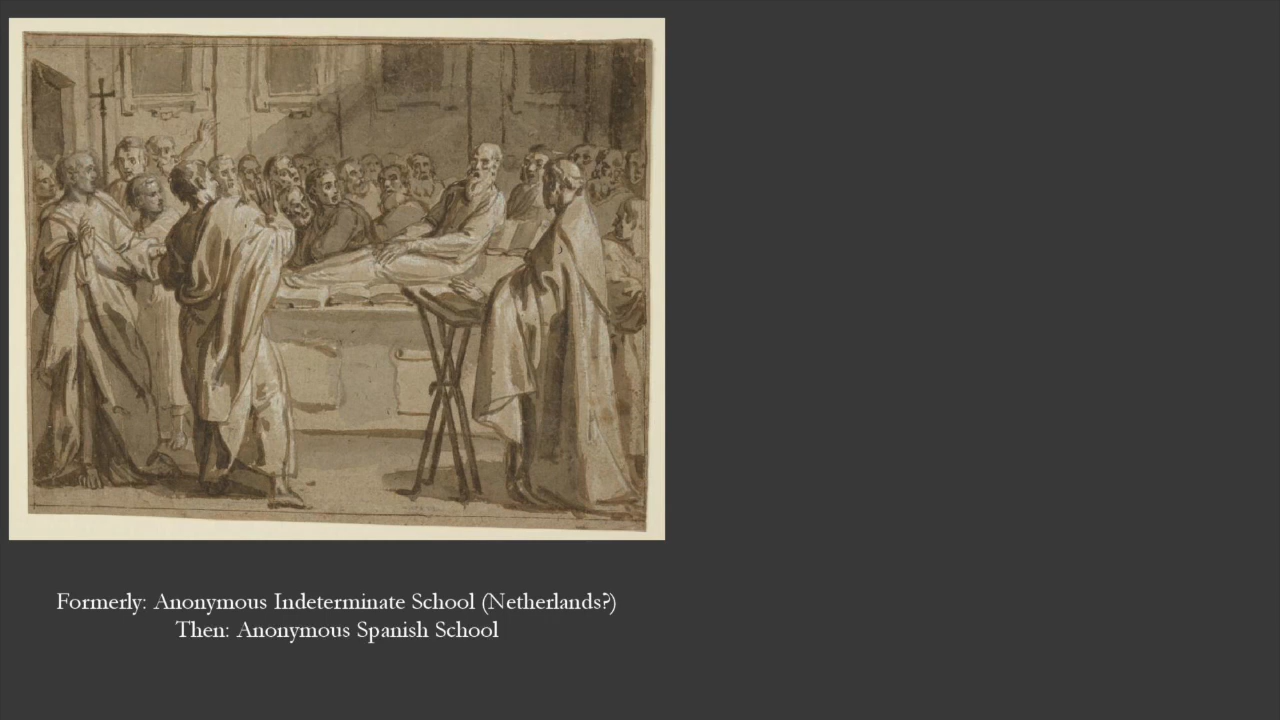 Formerly: Anonymous Indeterminate School (Netherlands?)
Then: Anonymous Spanish School